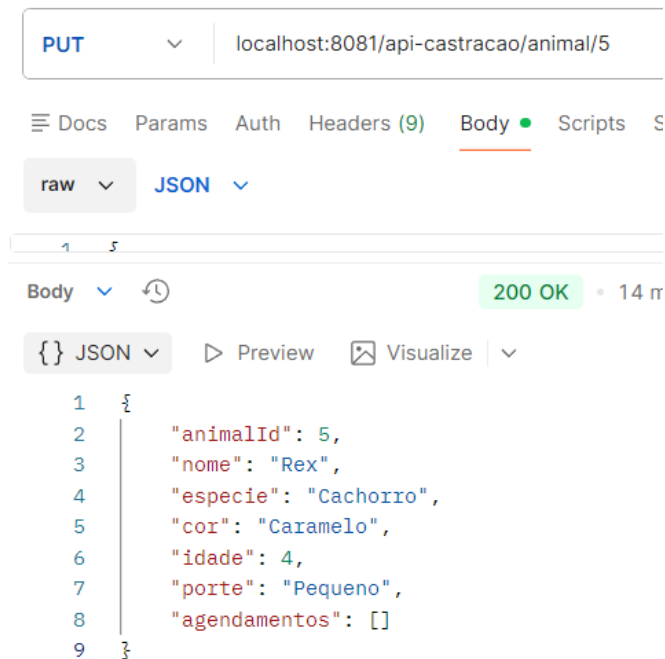 PUT localhost:8081/api-castracao/animal/5
Docs Params Auth Headers (9) Body Scripts S
raw JSON
1 {
Body 200 OK 14 m
{} JSON Preview Visualize
1 {
2 "animalId": 5,
3 "nome": "Rex",
4 "especie": "Cachorro",
5 "cor": "Caramelo",
6 "idade": 4,
7 "porte": "Pequeno",
8 "agendamentos": []
9 }